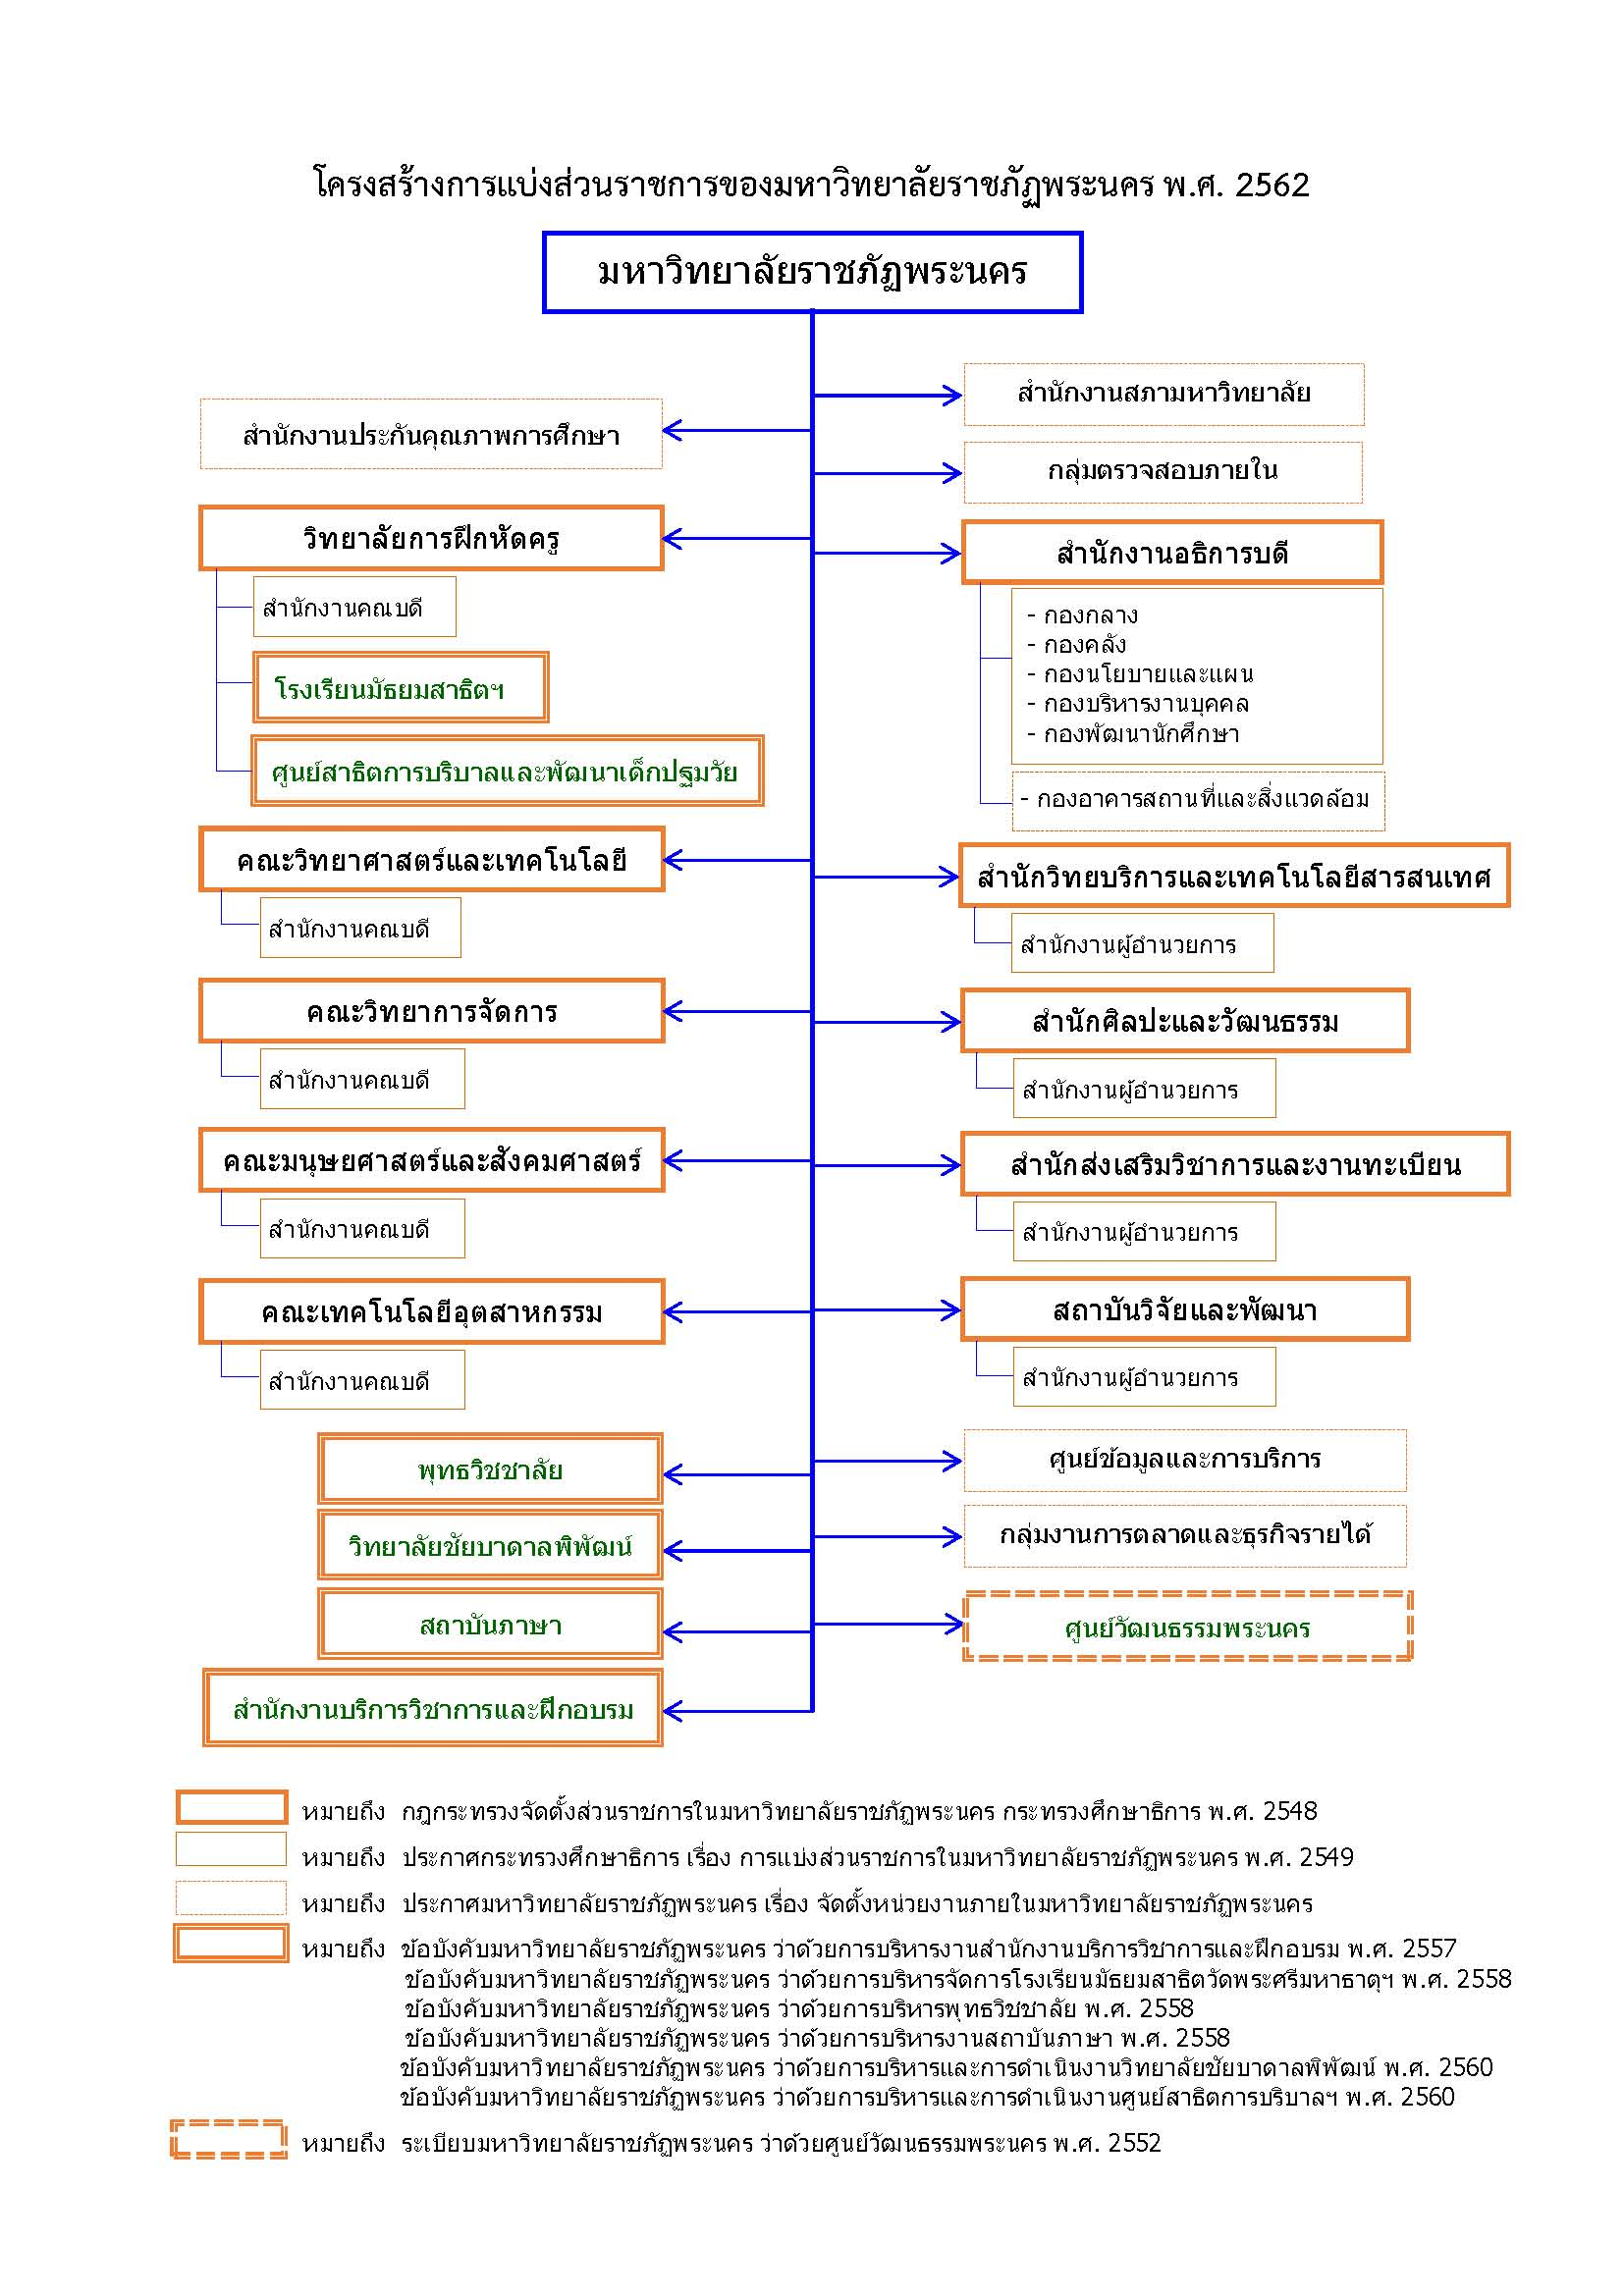 โครงสร้างการแบ่งส่วนราชการของมหาวิทยาลัยราชภัฏพระนคร พ.ศ. 2562
มหาวิทยาลัยราชภัฏพระนคร
สำนักงานประกันคุณภาพการศึกษา
วิทยาลัยการฝึกหัดครู
สำนักงานคณบดี
โรงเรียนมัธยมสาธิตฯ
ศูนย์สาธิตการบริบาลและพัฒนาเด็กปฐมวัย
คณะวิทยาศาสตร์และเทคโนโลยี
สำนักงานคณบดี
คณะวิทยาการจัดการ
สำนักงานคณบดี
คณะมนุษยศาสตร์และสังคมศาสตร์
สำนักงานคณบดี
คณะเทคโนโลยีอุตสาหกรรม
สำนักงานคณบดี
พุทธวิชชาลัย
วิทยาลัยชัยบาดาลพิพัฒน์
สถาบันภาษา
สำนักงานบริการวิชาการและฝึกอบรม
สำนักงานสภามหาวิทยาลัย
กลุ่มตรวจสอบภายใน
สำนักงานอธิการบดี
- กองกลาง
- กองคลัง
- กองนโยบายและแผน
- กองบริหารงานบุคคล
- กองพัฒนานักศึกษา
- กองอาคารสถานที่และสิ่งแวดล้อม
สำนักวิทยบริการและเทคโนโลยีสารสนเทศ
สำนักงานผู้อำนวยการ
สำนักศิลปะและวัฒนธรรม
สำนักงานผู้อำนวยการ
สำนักส่งเสริมวิชาการและงานทะเบียน
สำนักงานผู้อำนวยการ
สถาบันวิจัยและพัฒนา
สำนักงานผู้อำนวยการ
ศูนย์ข้อมูลและการบริการ
กลุ่มงานการตลาดและธุรกิจรายได้
ศูนย์วัฒนธรรมพระนคร
หมายถึง กฎกระทรวงจัดตั้งส่วนราชการในมหาวิทยาลัยราชภัฏพระนคร กระทรวงศึกษาธิการ พ.ศ. 2548
หมายถึง ประกาศกระทรวงศึกษาธิการ เรื่อง การแบ่งส่วนราชการในมหาวิทยาลัยราชภัฏพระนคร พ.ศ. 2549
หมายถึง ประกาศมหาวิทยาลัยราชภัฏพระนคร เรื่อง จัดตั้งหน่วยงานภายในมหาวิทยาลัยราชภัฏพระนคร
หมายถึง ข้อบังคับมหาวิทยาลัยราชภัฏพระนคร ว่าด้วยการบริหารงานสำนักงานบริการวิชาการและฝึกอบรม พ.ศ. 2557
ข้อบังคับมหาวิทยาลัยราชภัฏพระนคร ว่าด้วยการบริหารจัดการโรงเรียนมัธยมสาธิตวัดพระศรีมหาธาตุฯ พ.ศ. 2558
ข้อบังคับมหาวิทยาลัยราชภัฏพระนคร ว่าด้วยการบริหารพุทธวิชชาลัย พ.ศ. 2558
ข้อบังคับมหาวิทยาลัยราชภัฏพระนคร ว่าด้วยการบริหารงานสถาบันภาษา พ.ศ. 2558
ข้อบังคับมหาวิทยาลัยราชภัฏพระนคร ว่าด้วยการบริหารและการดำเนินงานวิทยาลัยชัยบาดาลพิพัฒน์ พ.ศ. 2560
ข้อบังคับมหาวิทยาลัยราชภัฏพระนคร ว่าด้วยการบริหารและการดำเนินงานศูนย์สาธิตการบริบาลฯ พ.ศ. 2560
หมายถึง ระเบียบมหาวิทยาลัยราชภัฏพระนคร ว่าด้วยศูนย์วัฒนธรรมพระนคร พ.ศ. 2552